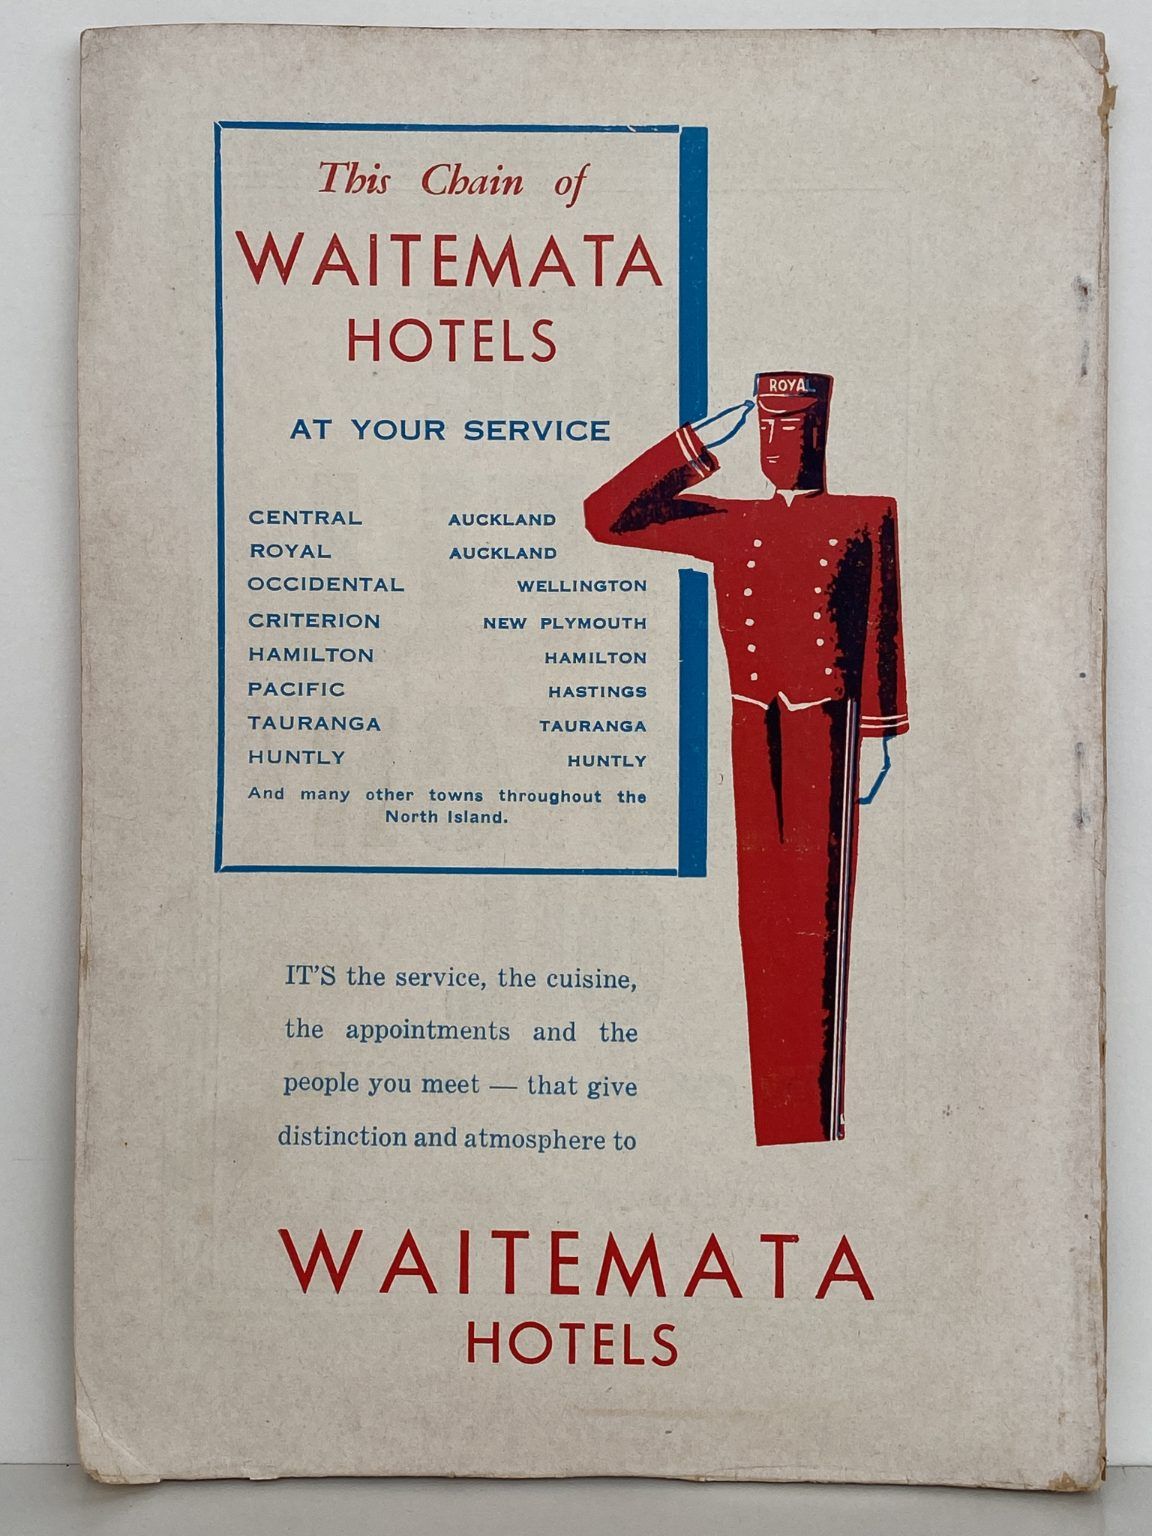 This Chain of
WAITEMATA
HOTELS
AT YOUR SERVICE
ROYAL
CENTRAL AUCKLAND
ROYAL AUCKLAND
OCCIDENTAL WELLINGTON
CRITERION NEW PLYMOUTH
HAMILTON HAMILTON
PACIFIC HASTINGS
TAURANGA TAURANGA
HUNTLY HUNTLY
And many other towns throughout the
North Island.
IT'S the service, the cuisine,
the appointments and the
people you meet — that give
distinction and atmosphere to
WAITEMATA
HOTELS